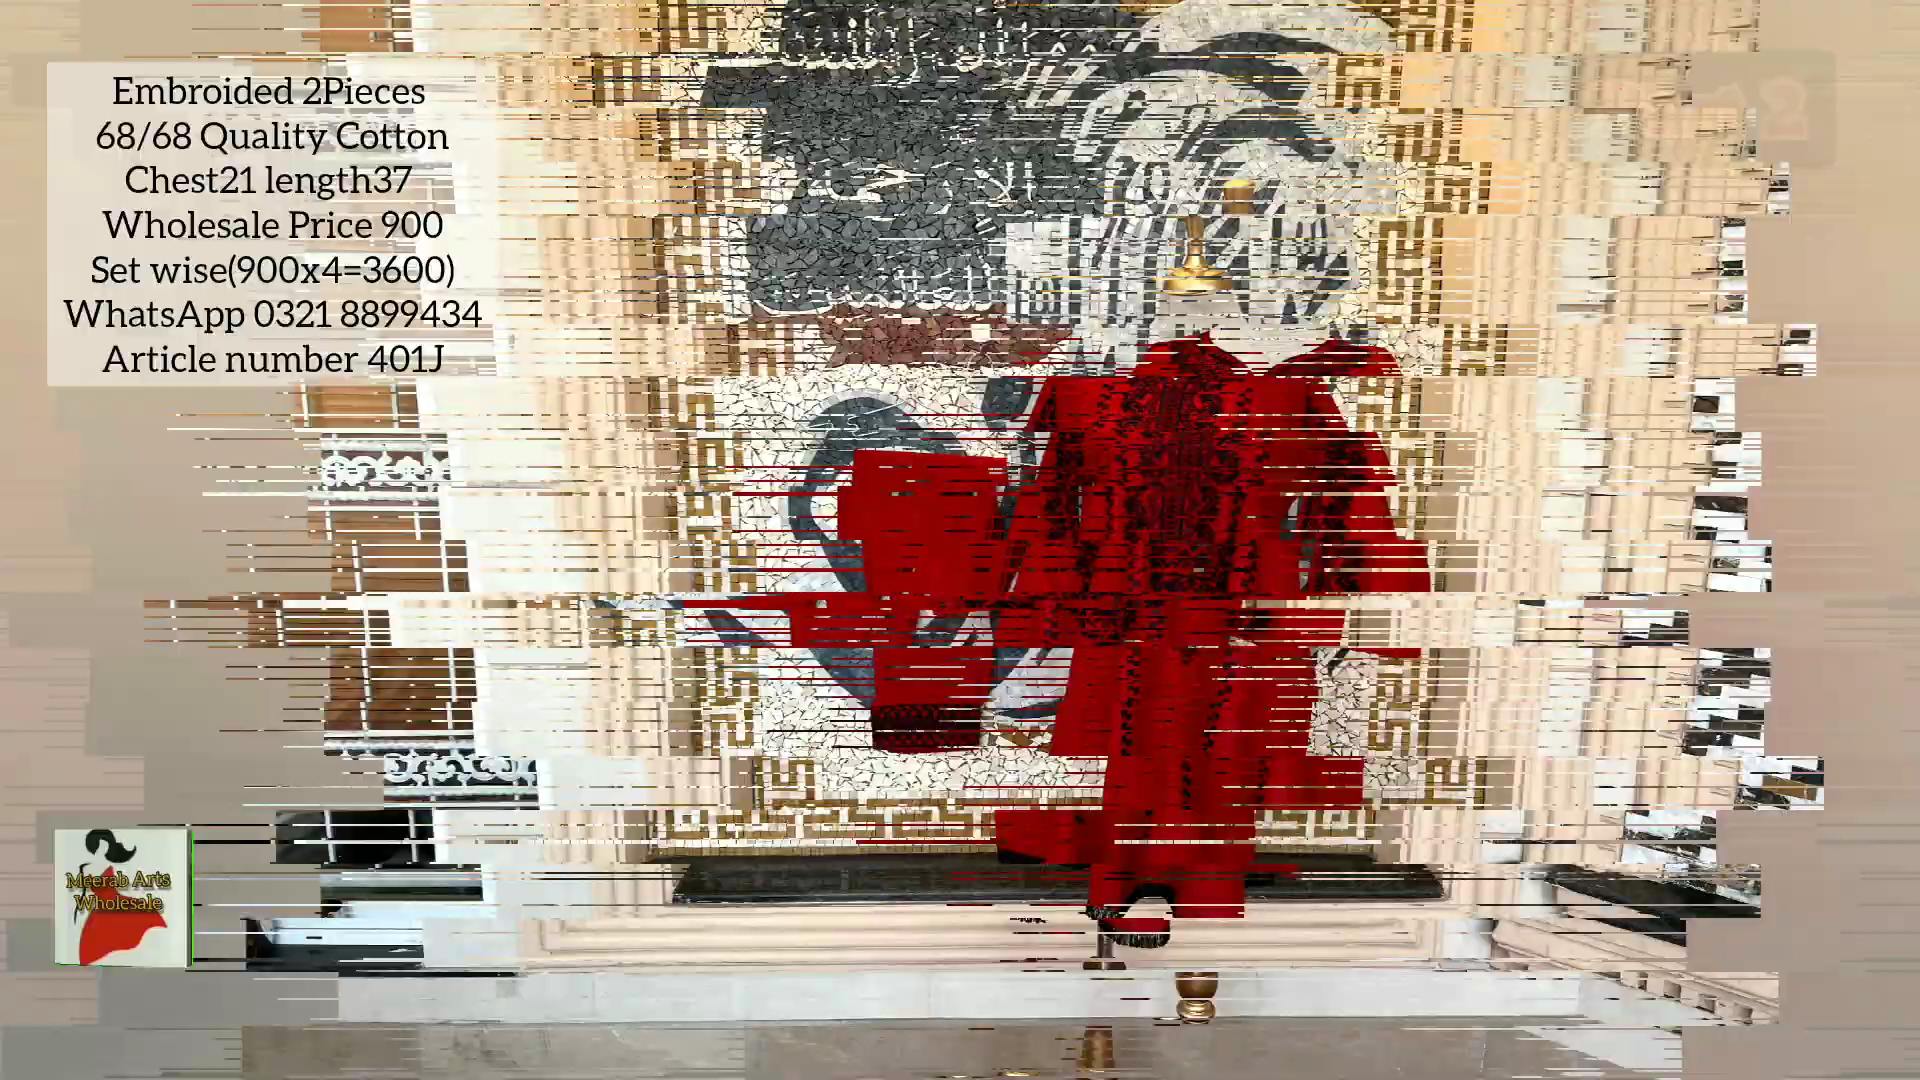 Embroided 2Pieces
68/68 Quality Cotton
Chest21 length37
Wholesale Price 900
Set wise(900x4=3600)
WhatsApp 0321 8899434
Article number 401J
Meerab Arts
Wholesale